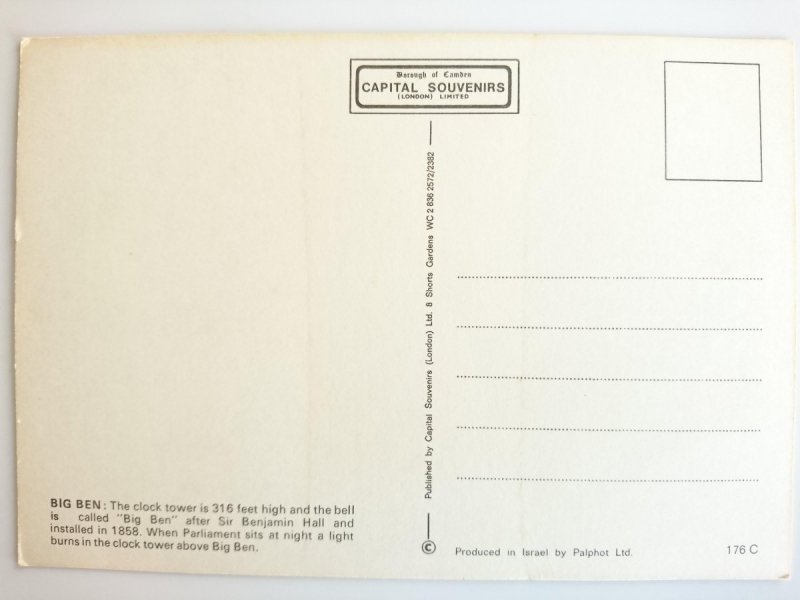 Borough of Camden
CAPITAL SOUVENIRS
(LONDON) LIMITED
Published by Capital Souvenirs (London) Ltd. 8 Shorts Gardens WC2 836 2572/2382
©
BIG BEN: The clock tower is 316 feet high and the bell
is called "Big Ben" after Sir Benjamin Hall and
installed in 1858. When Parliament sits at night a light
burns in the clock tower above Big Ben.
Produced in Israel by Palphot Ltd.
176 C